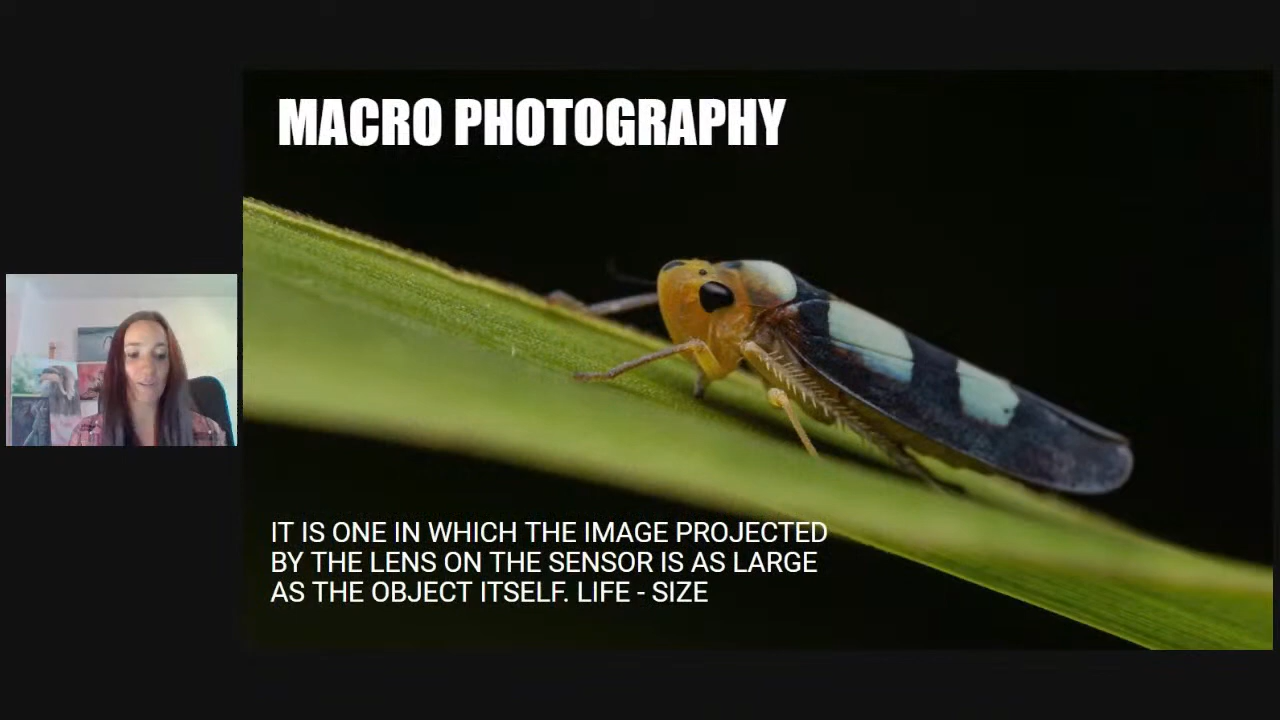 MACRO PHOTOGRAPHY
IT IS ONE IN WHICH THE IMAGE PROJECTED
BY THE LENS ON THE SENSOR IS AS LARGE
AS THE OBJECT ITSELF. LIFE - SIZE